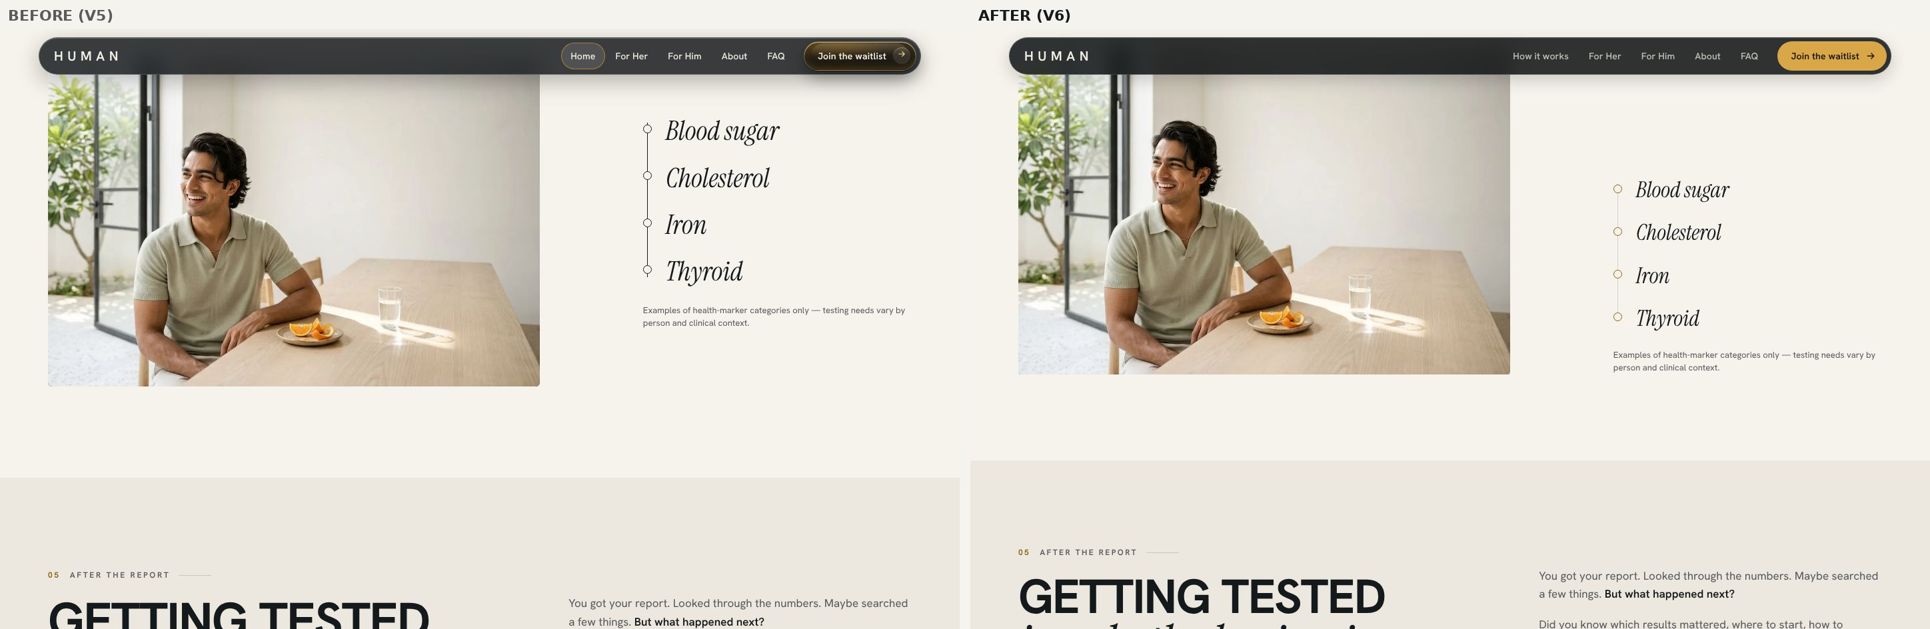 BEFORE (V5)
HUMAN
Home
For Her
For Him
About
FAQ
Join the waitlist →
Blood sugar
Cholesterol
Iron
Thyroid
Examples of health-marker categories only — testing needs vary by
person and clinical context.
05 AFTER THE REPORT
GETTING TESTED
You got your report. Looked through the numbers. Maybe searched
a few things. But what happened next?
AFTER (V6)
HUMAN
How it works
For Her
For Him
About
FAQ
Join the waitlist →
Blood sugar
Cholesterol
Iron
Thyroid
Examples of health-marker categories only — testing needs vary by
person and clinical context.
05 AFTER THE REPORT
GETTING TESTED
You got your report. Looked through the numbers. Maybe searched
a few things. But what happened next?
Did you know which results mattered, where to start, how to